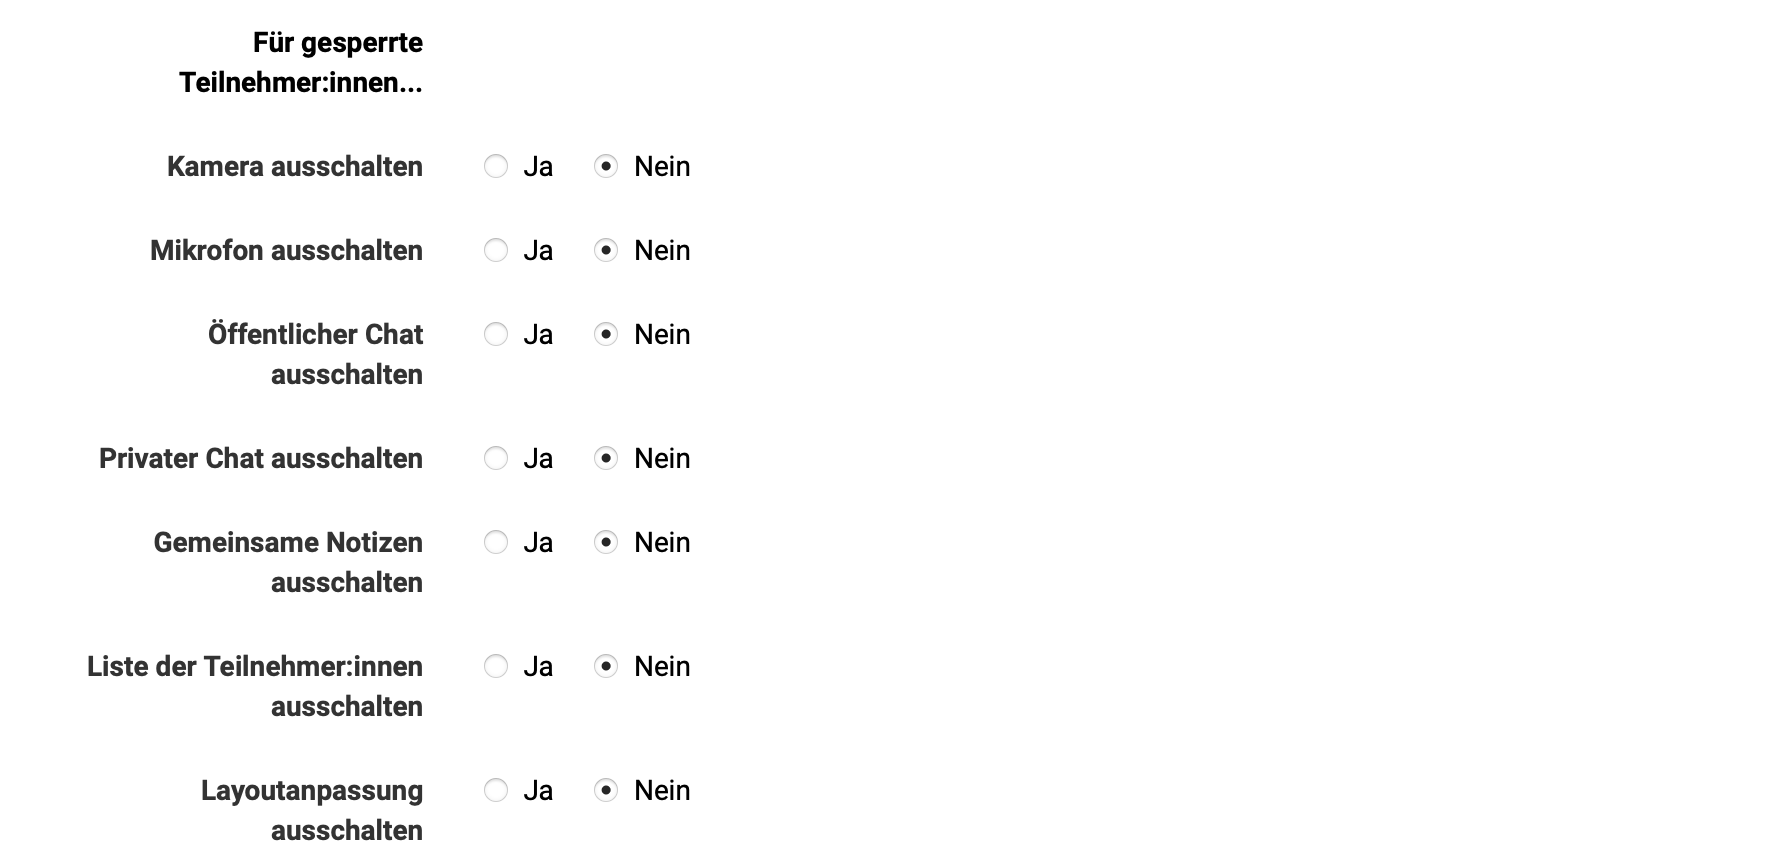 Für gesperrte
Teilnehmer:innen...
Kamera ausschalten Ja Nein
Mikrofon ausschalten Ja Nein
Öffentlicher Chat Ja Nein
ausschalten
Privater Chat ausschalten Ja Nein
Gemeinsame Notizen Ja Nein
ausschalten
Liste der Teilnehmer:innen Ja Nein
ausschalten
Layoutanpassung Ja Nein
ausschalten